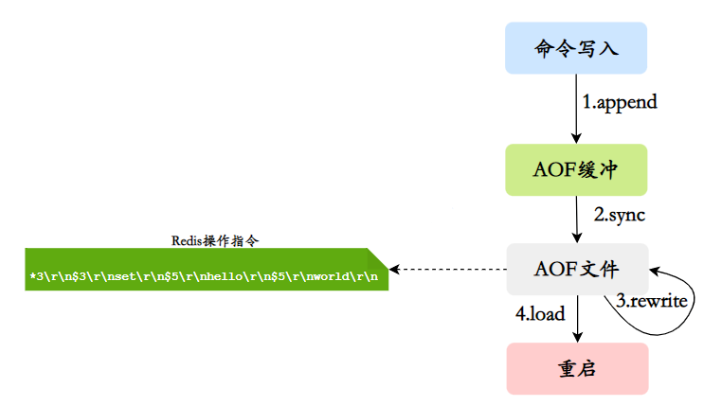 命令写入
1.append
AOF缓冲
2.sync
Redis操作指令
*3\r\n$3\r\nset\r\n$5\r\nhello\r\n$5\r\nworld\r\n
AOF文件
3.rewrite
4.load
重启